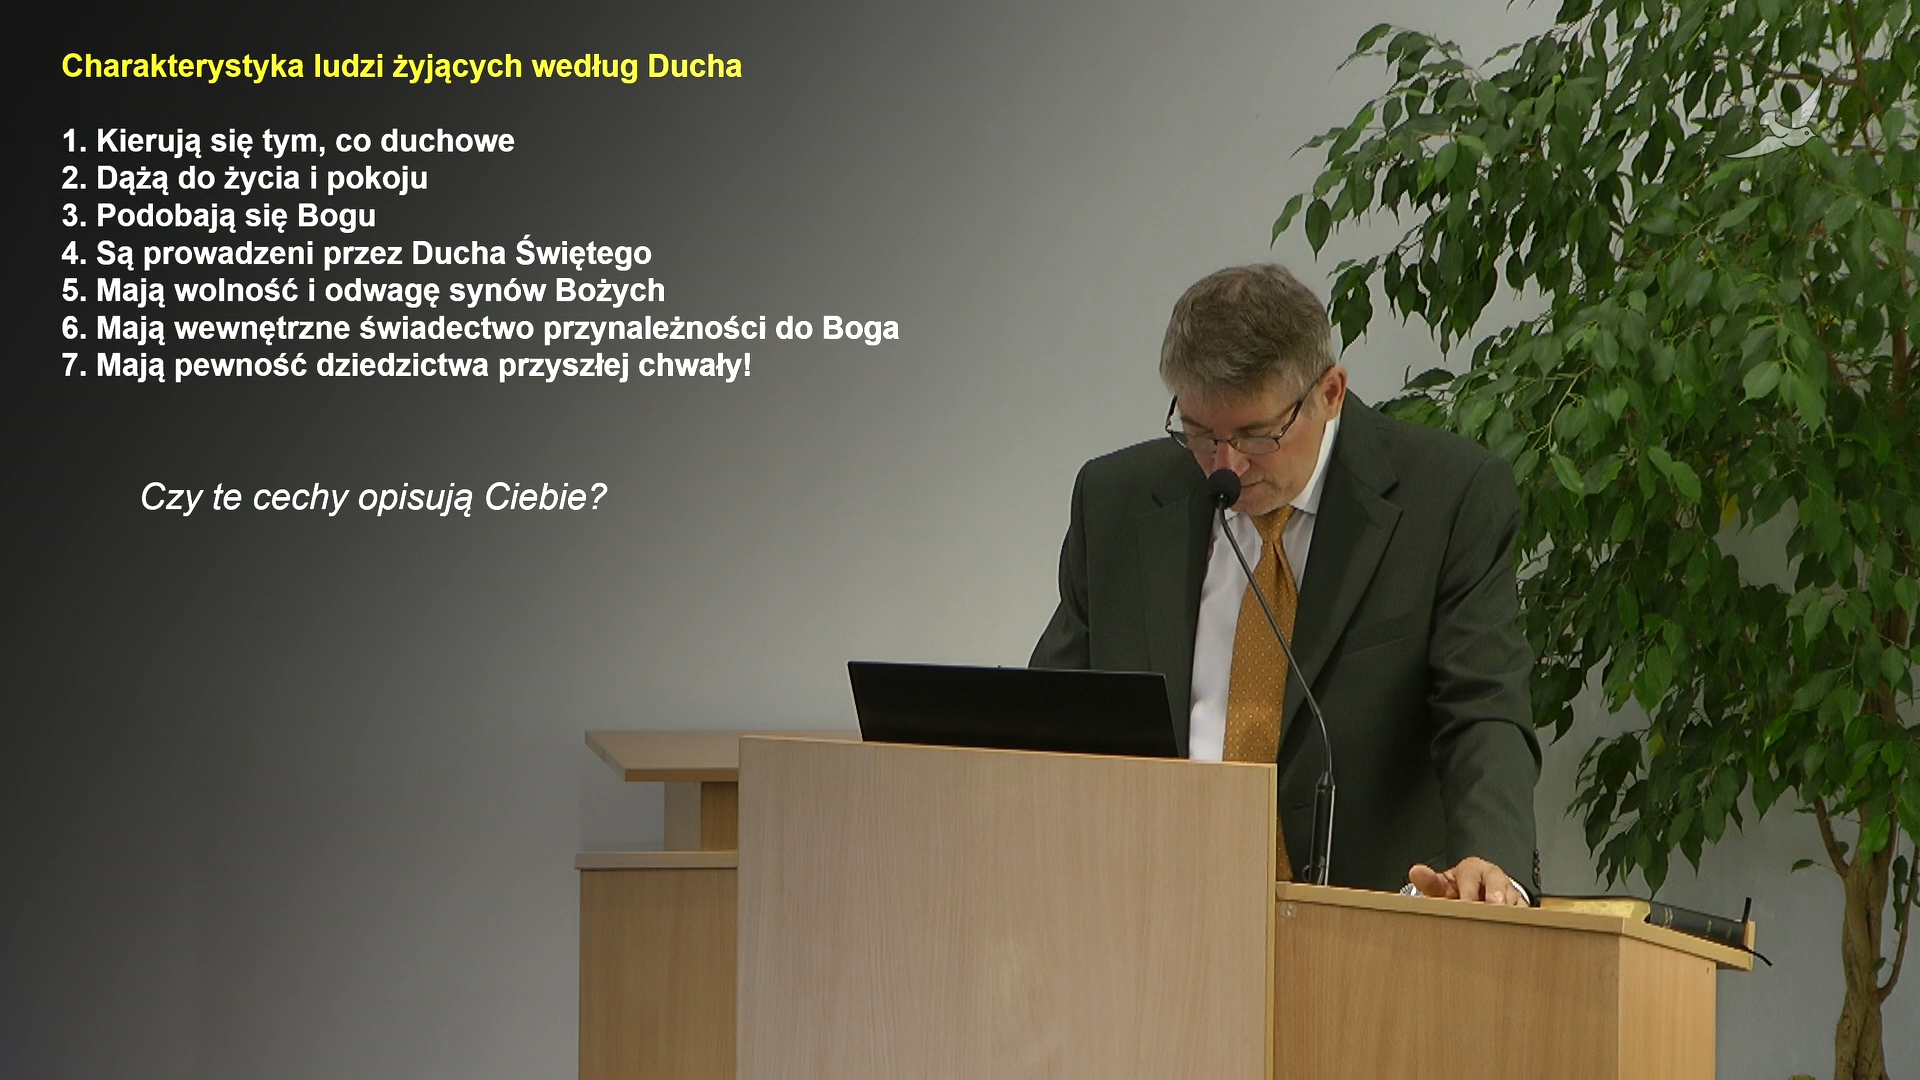 Charakterystyka ludzi żyjących według Ducha
1. Kierują się tym, co duchowe
2. Dążą do życia i pokoju
3. Podobają się Bogu
4. Są prowadzeni przez Ducha Świętego
5. Mają wolność i odwagę synów Bożych
6. Mają wewnętrzne świadectwo przynależności do Boga
7. Mają pewność dziedzictwa przyszłej chwały!
Czy te cechy opisują Ciebie?